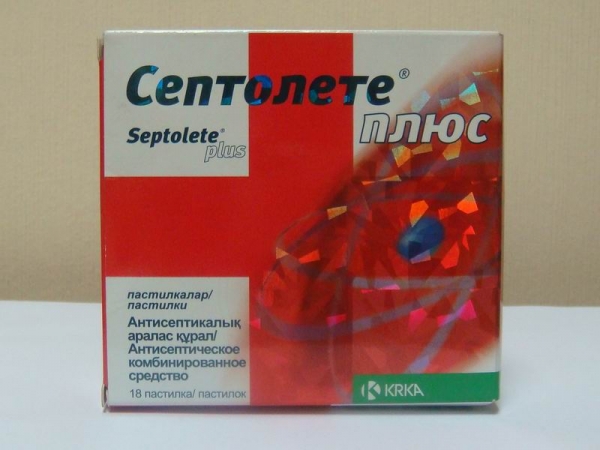 Септолете®
плюс
Septolete®
plus
пастилкалар/
пастилки
Антисептикалық
аралас құрал/
Антисептическое
комбинированное
средство
18 пастилка/ пастилок
KRKA